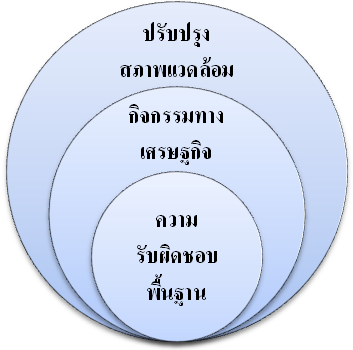 ปรับปรุง
สภาพแวดล้อม
กิจกรรมทาง
เศรษฐกิจ
ความ
รับผิดชอบ
พื้นฐาน